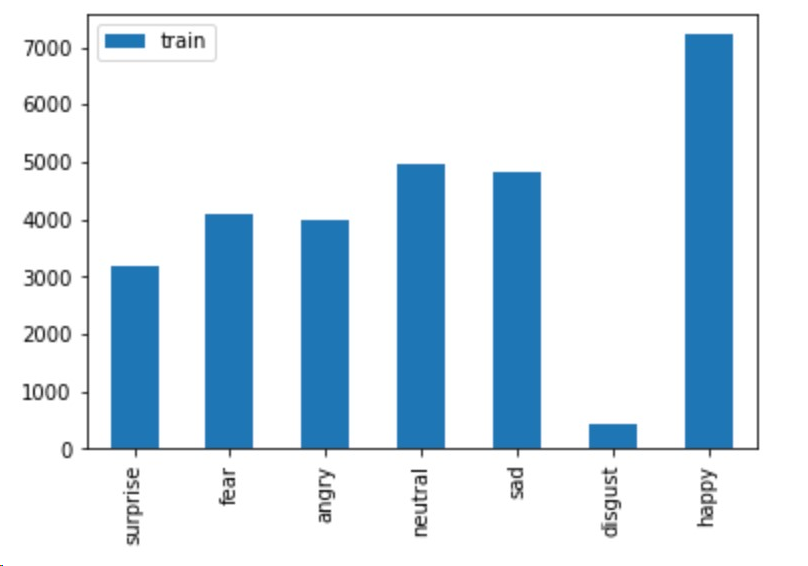 train
7000
6000
5000
4000
3000
2000
1000
0
surprise
fear
angry
neutral
sad
disgust
happy